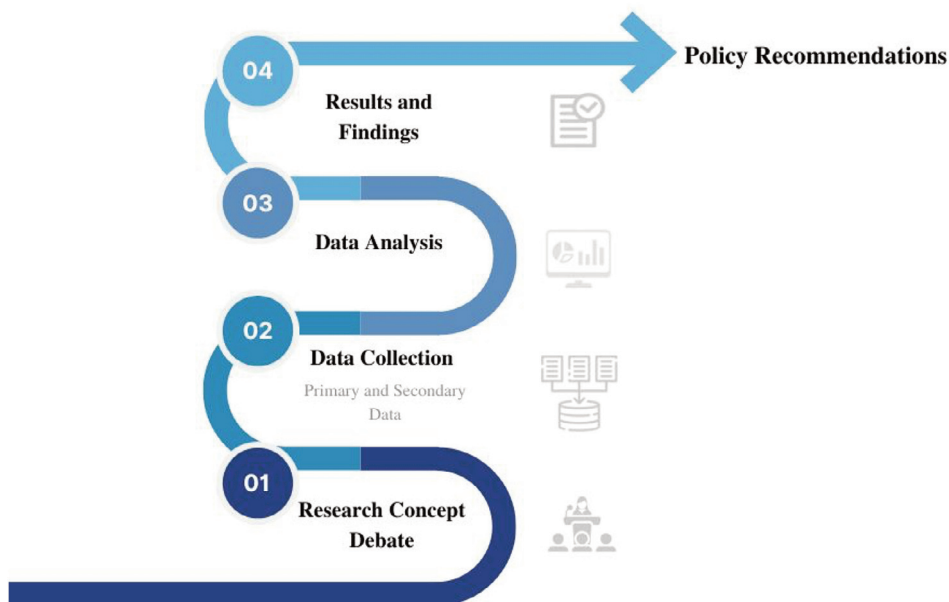 04
Policy Recommendations
Results and
Findings
03
Data Analysis
02
Data Collection
Primary and Secondary
Data
01
Research Concept
Debate